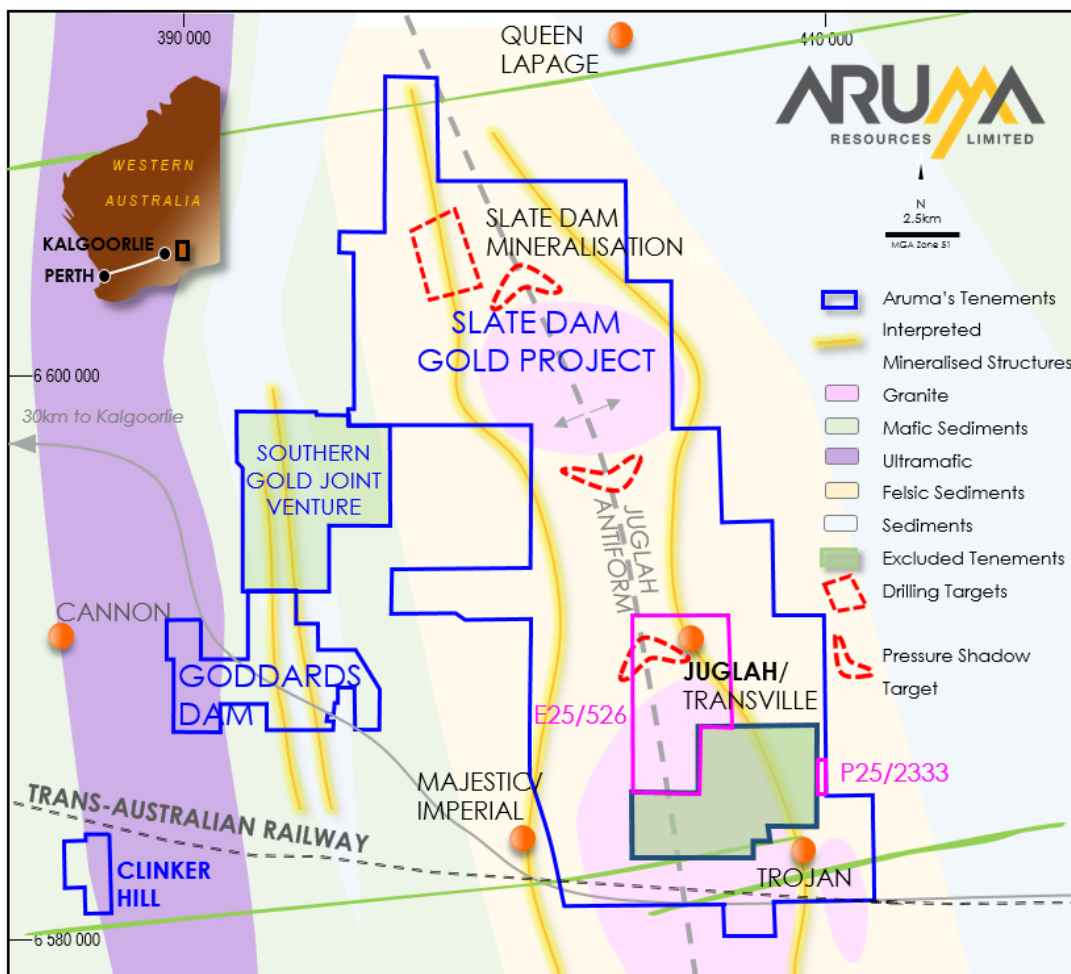 390 000
410 000
QUEEN
LAPAGE
ARUMA
RESOURCES LIMITED
WESTERN
AUSTRALIA
KALGOORLIE
PERTH
N
2.5km
MGA Zone 51
SLATE DAM
MINERALISATION
SLATE DAM
GOLD PROJECT
Aruma's Tenements
Interpreted
Mineralised Structures
Granite
Mafic Sediments
Ultramafic
Felsic Sediments
Sediments
Excluded Tenements
Drilling Targets
Pressure Shadow
Target
6 600 000
30km to Kalgoorlie
SOUTHERN
GOLD JOINT
VENTURE
JUGLAH
ANTIFORM
CANNON
GODDARDS
DAM
JUGLAH/
TRANSVILLE
E25/526
P25/2333
MAJESTIC/
IMPERIAL
TRANS-AUSTRALIAN RAILWAY
CLINKER
HILL
TROJAN
6 580 000